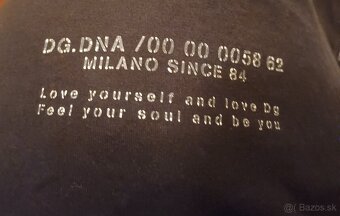 DG.DNA /00 00 0058 62
MILANO SINCE 84
Love yourself and love Dg
Feel your soul and be you
© Bazos.sk